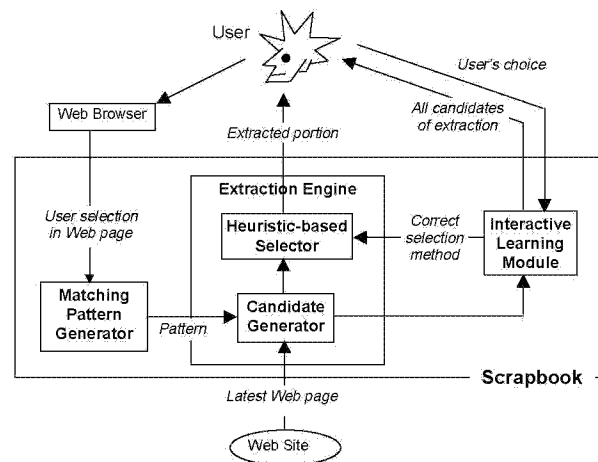 User
User's choice
Web Browser
All candidates
of extraction
Extracted portion
Extraction Engine
User selection
in Web page
Heuristic-based
Selector
Correct
selection
method
Interactive
Learning
Module
Matching
Pattern
Generator
Pattern
Candidate
Generator
Scrapbook
Latest Web page
Web Site